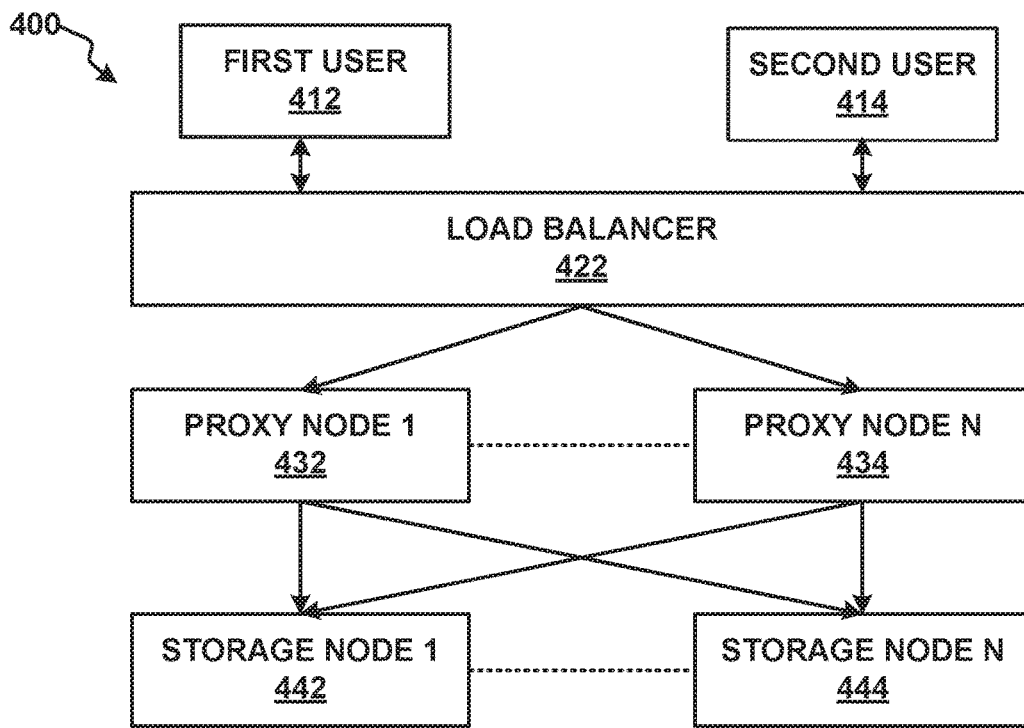 400
FIRST USER
412
SECOND USER
414
LOAD BALANCER
422
PROXY NODE 1
432
PROXY NODE N
434
STORAGE NODE 1
442
STORAGE NODE N
444